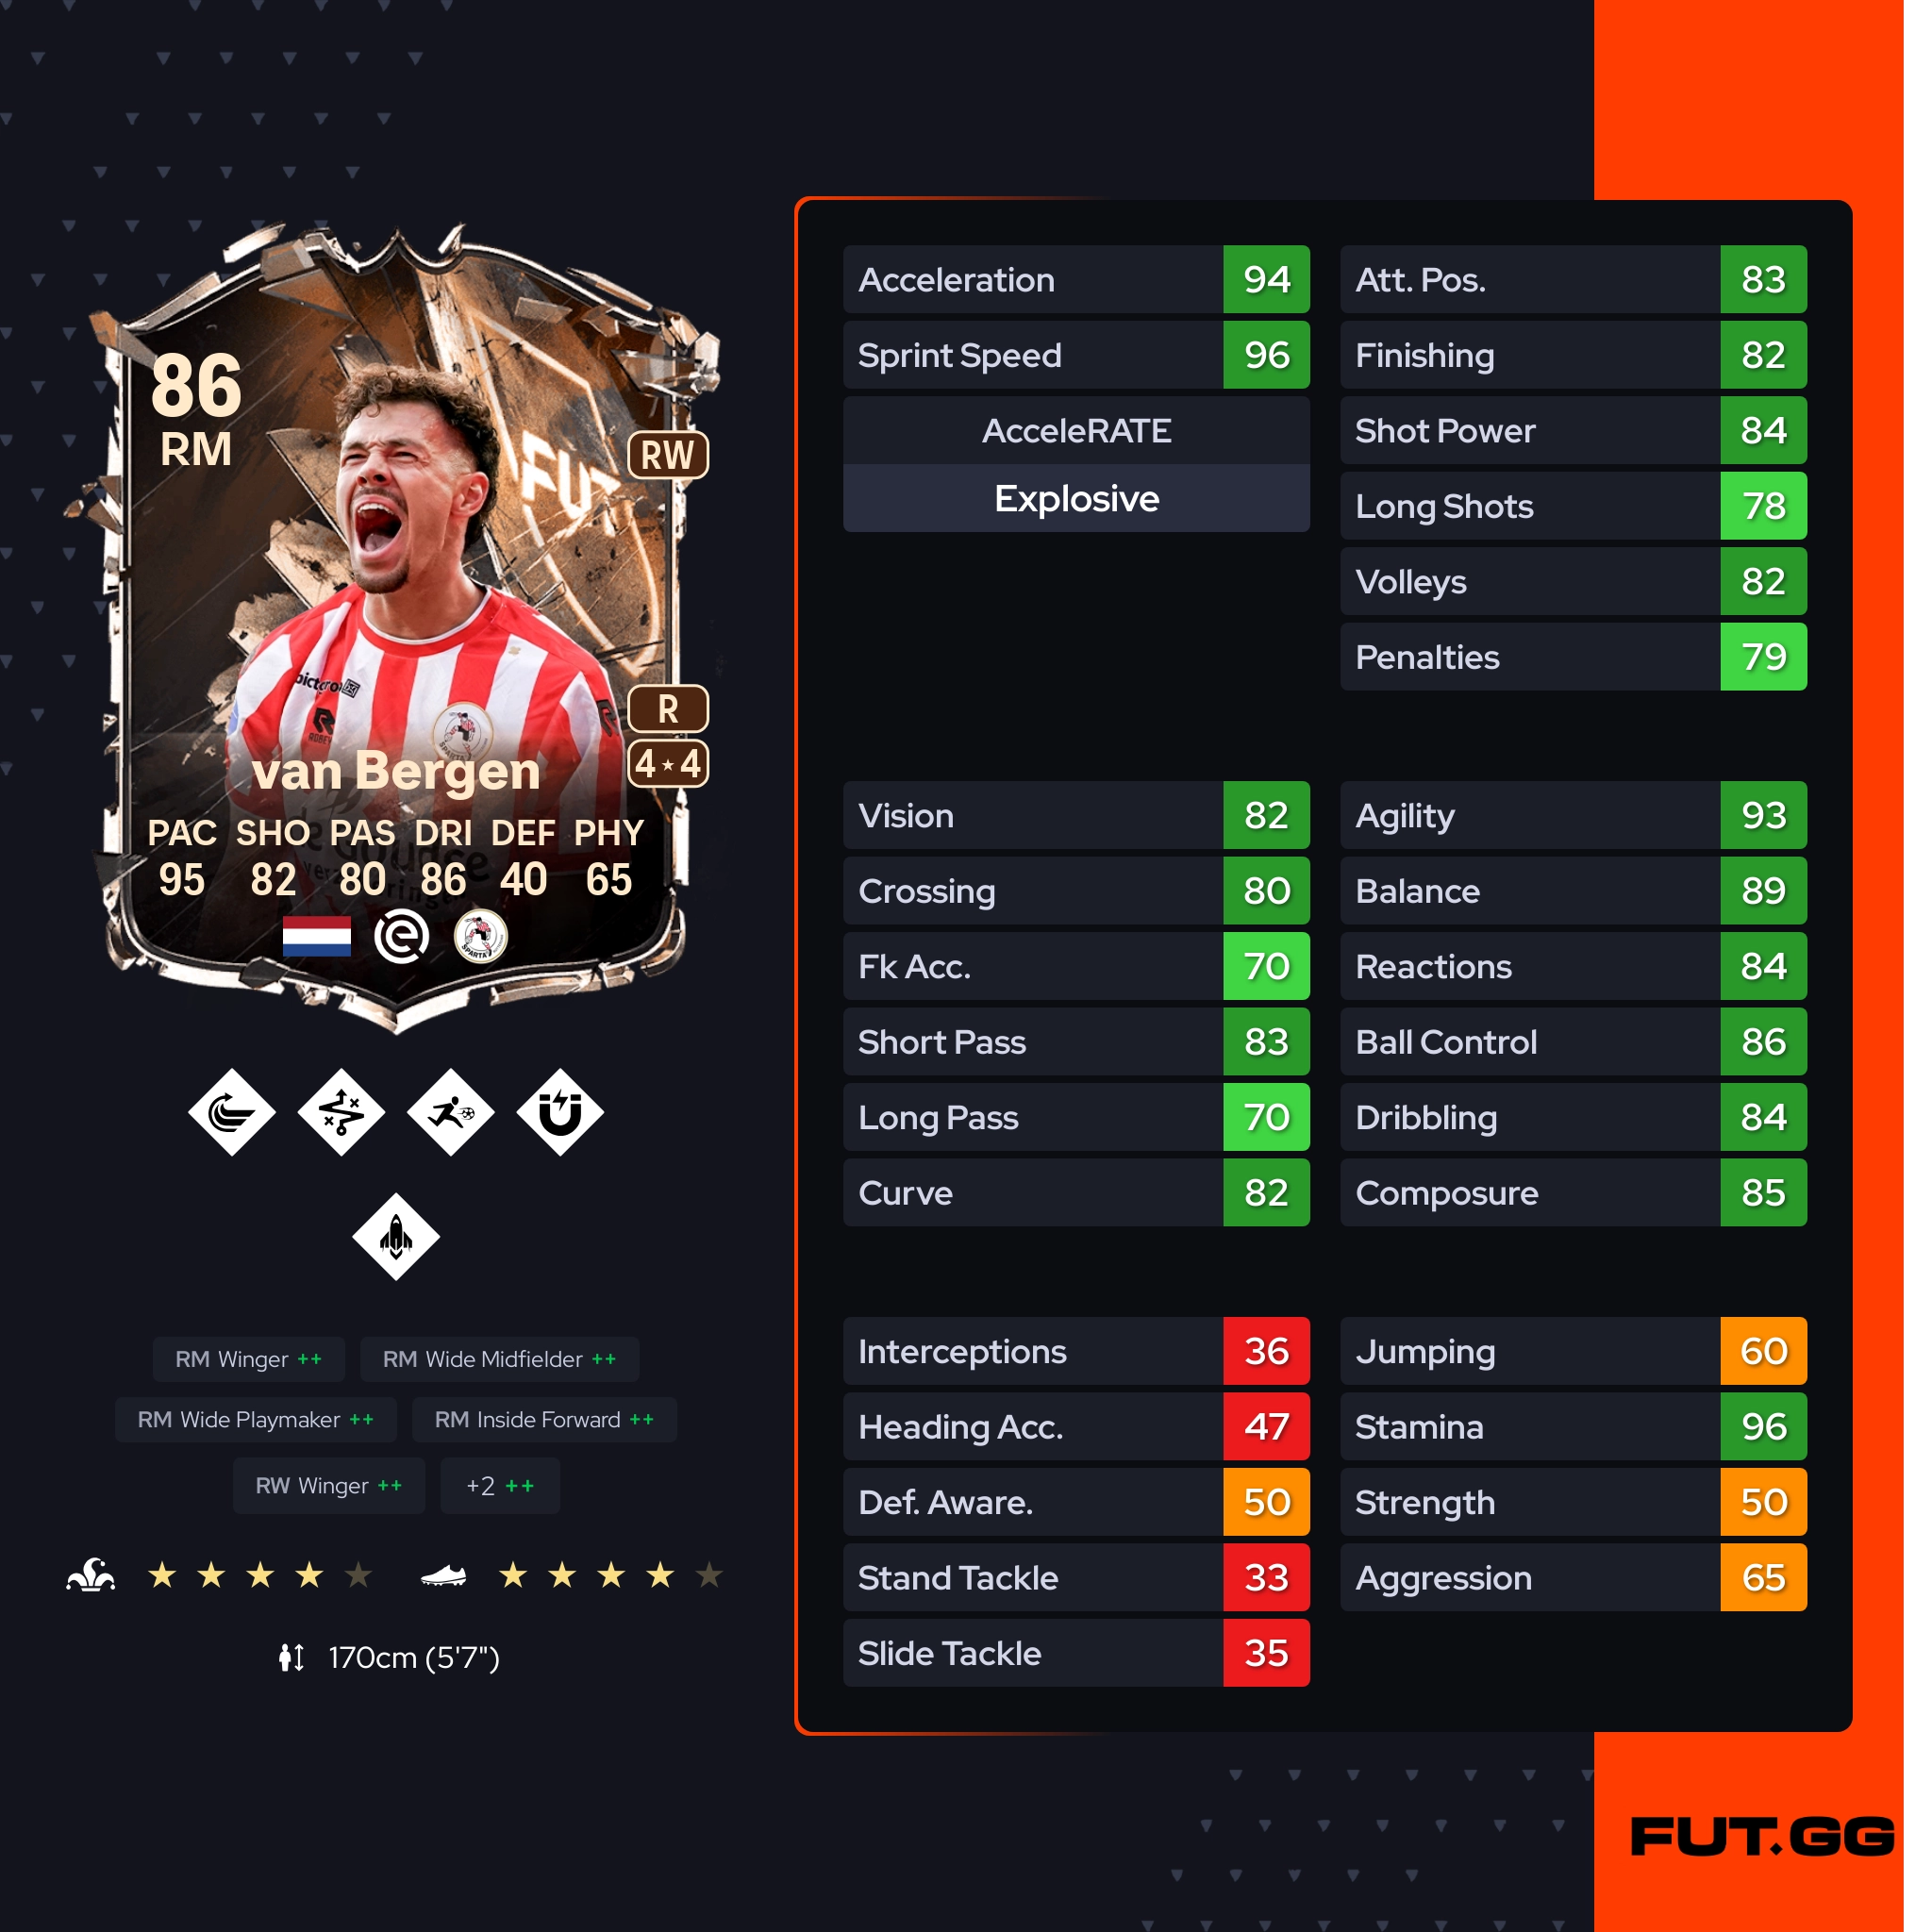 86
RM
RW
FUT
R
4★4
van Bergen
PAC SHO PAS DRI DEF PHY
95 82 80 86 40 65
SPARTA
RM Winger ++
RM Wide Midfielder ++
RM Wide Playmaker ++
RM Inside Forward ++
RW Winger ++
+2 ++
170cm (5'7")
Acceleration 94
Sprint Speed 96
AcceleRATE
Explosive
Att. Pos. 83
Finishing 82
Shot Power 84
Long Shots 78
Volleys 82
Penalties 79
Vision 82
Crossing 80
Fk Acc. 70
Short Pass 83
Long Pass 70
Curve 82
Agility 93
Balance 89
Reactions 84
Ball Control 86
Dribbling 84
Composure 85
Interceptions 36
Heading Acc. 47
Def. Aware. 50
Stand Tackle 33
Slide Tackle 35
Jumping 60
Stamina 96
Strength 50
Aggression 65
FUT.GG